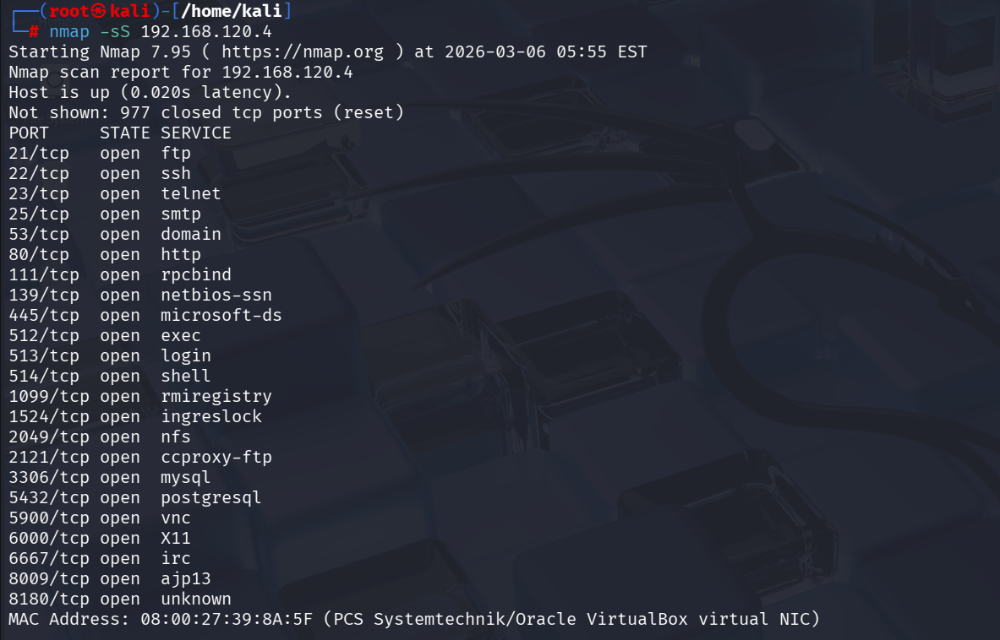 ┌──(root㉿kali)-[/home/kali]
└─# nmap -sS 192.168.120.4
Starting Nmap 7.95 ( https://nmap.org ) at 2026-03-06 05:55 EST
Nmap scan report for 192.168.120.4
Host is up (0.020s latency).
Not shown: 977 closed tcp ports (reset)
PORT     STATE SERVICE
21/tcp   open  ftp
22/tcp   open  ssh
23/tcp   open  telnet
25/tcp   open  smtp
53/tcp   open  domain
80/tcp   open  http
111/tcp  open  rpcbind
139/tcp  open  netbios-ssn
445/tcp  open  microsoft-ds
512/tcp  open  exec
513/tcp  open  login
514/tcp  open  shell
1099/tcp open  rmiregistry
1524/tcp open  ingreslock
2049/tcp open  nfs
2121/tcp open  ccproxy-ftp
3306/tcp open  mysql
5432/tcp open  postgresql
5900/tcp open  vnc
6000/tcp open  X11
6667/tcp open  irc
8009/tcp open  ajp13
8180/tcp open  unknown
MAC Address: 08:00:27:39:8A:5F (PCS Systemtechnik/Oracle VirtualBox virtual NIC)